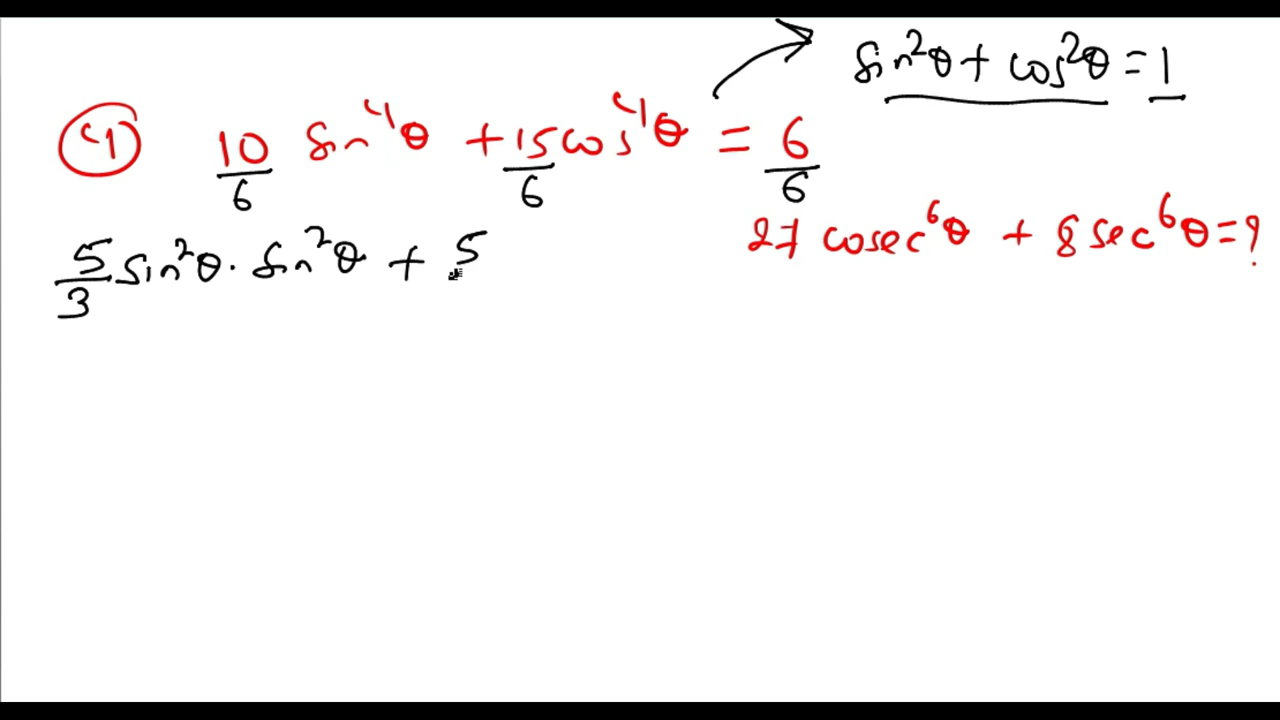 sin²θ + cos²θ = 1
④ 10/6 sin⁴θ + 15/6 cos⁴θ = 6/6
27 cosec⁶θ + 8 sec⁶θ = ?
5/3 sin²θ · sin²θ + 5